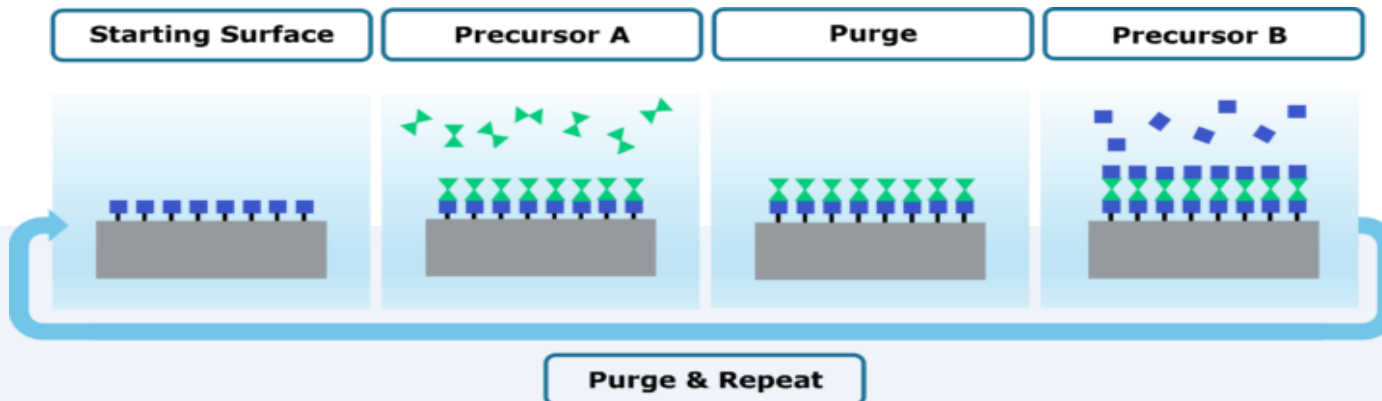 Starting Surface
Precursor A
Purge
Precursor B
Purge & Repeat